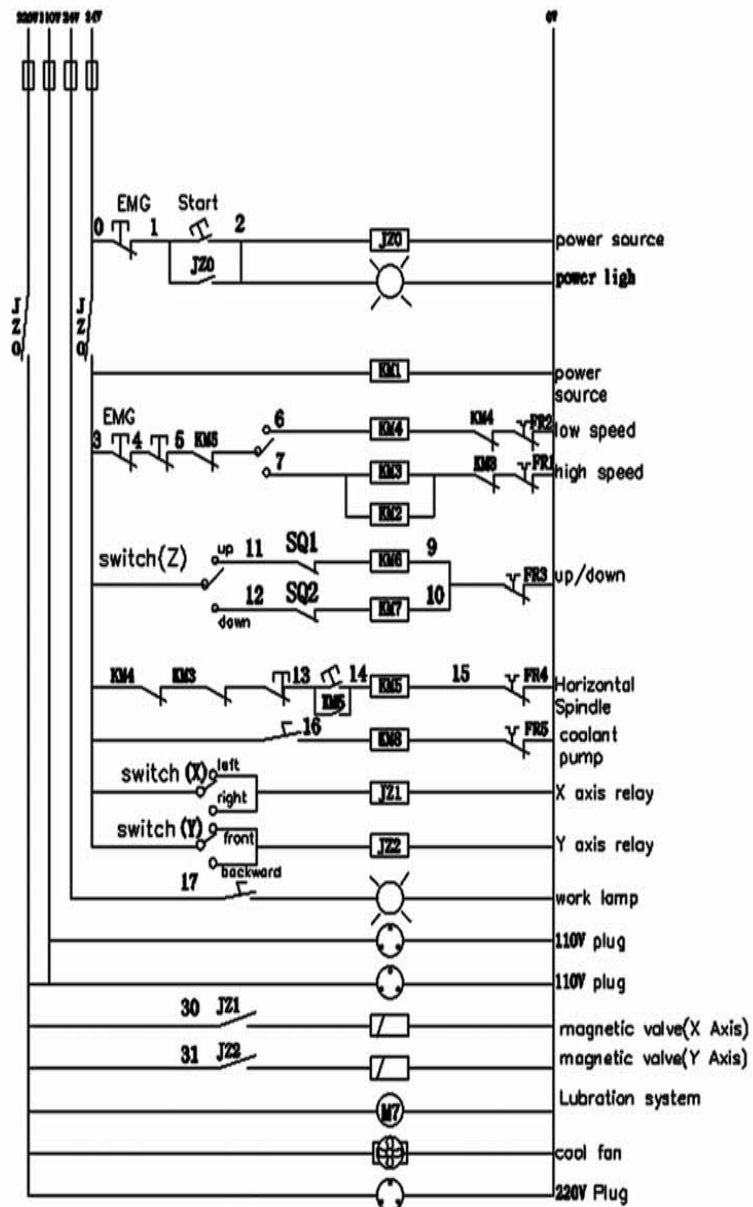 220V 110V 24V 24V 0V
EMG Start
0 1 2 JZ0 power source
JZ0 power ligh
JZ0 JZ0
KM1 power
source
EMG 6 KM4 KM4 FR2 low speed
3 4 5 KM5
7 KM3 KM3 FR1 high speed
KM2
switch(Z) up 11 SQ1 KM6 9
FR3 up/down
down 12 SQ2 KM7 10
KM4 KM3 13 14 KM5 15 FR4 Horizontal
KM5 Spindle
16 KM8 FR5 coolant
pump
switch(X) left
right JZ1 X axis relay
switch(Y) front
JZ2 Y axis relay
backward
17 work lamp
110V plug
110V plug
30 JZ1 magnetic valve(X Axis)
31 JZ2 magnetic valve(Y Axis)
M7 Lubration system
cool fan
220V Plug